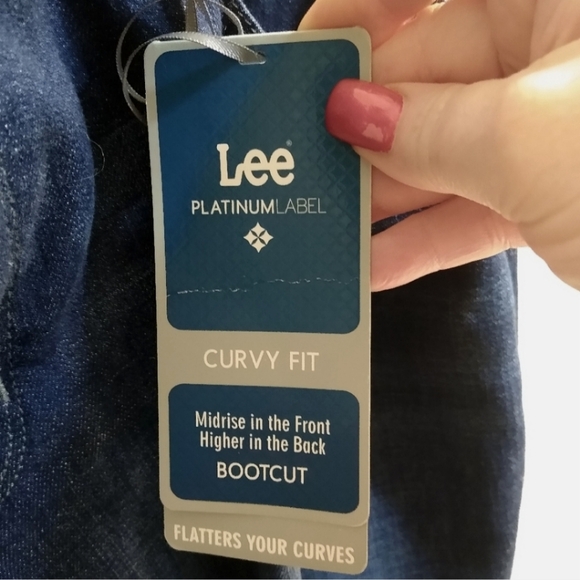 Lee®
PLATINUMLABEL
CURVY FIT
Midrise in the Front
Higher in the Back
BOOTCUT
FLATTERS YOUR CURVES